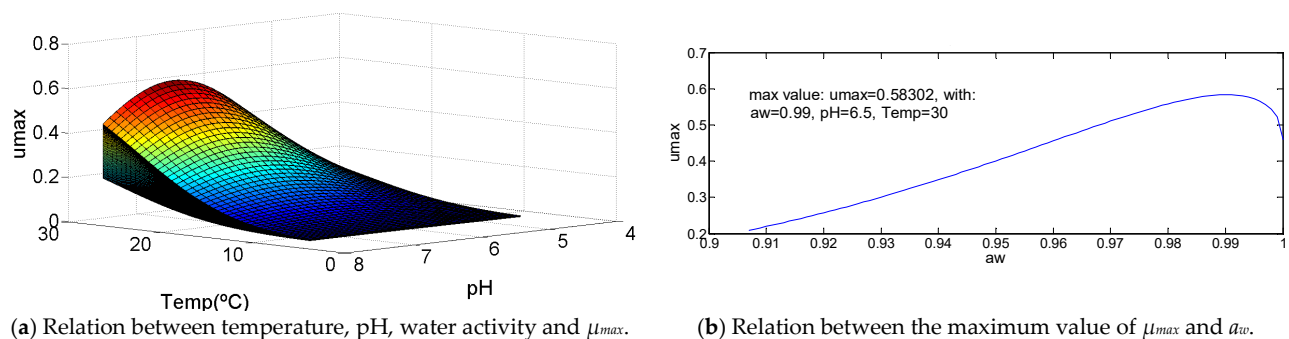 0.8
0.6
0.4
0.2
0
umax
30
20
10
0
Temp(ºC)
8
7
6
5
4
pH
(a) Relation between temperature, pH, water activity and μmax.
0.7
0.6
0.5
0.4
0.3
0.2
umax
max value: umax=0.58302, with:
aw=0.99, pH=6.5, Temp=30
0.9 0.91 0.92 0.93 0.94 0.95 0.96 0.97 0.98 0.99 1
aw
(b) Relation between the maximum value of μmax and aw.